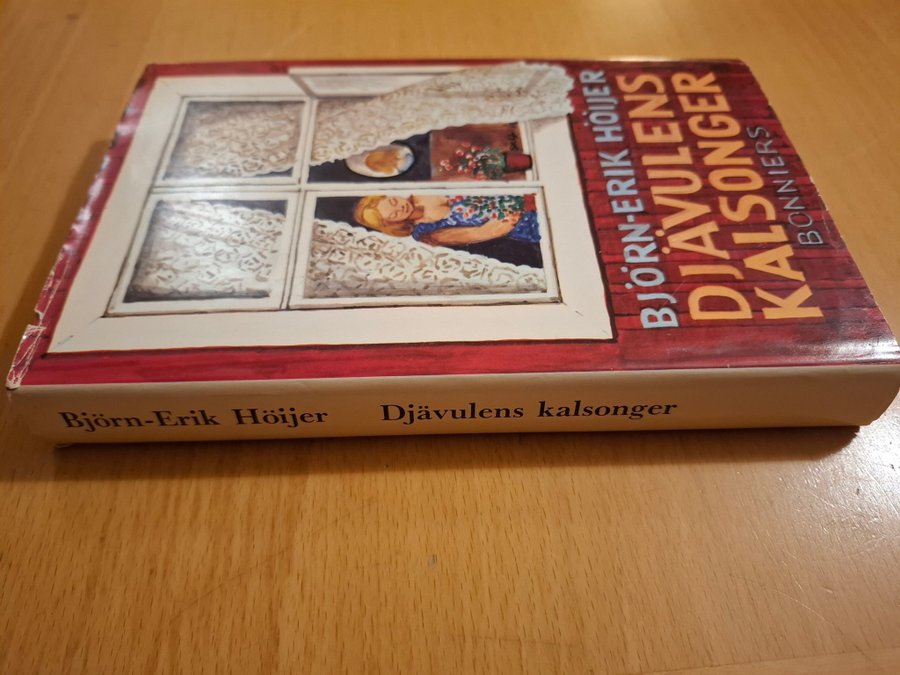 BJÖRN-ERIK HÖIJER
DJÄVULENS
KALSONGER
BONNIERS
Björn-Erik Höijer Djävulens kalsonger